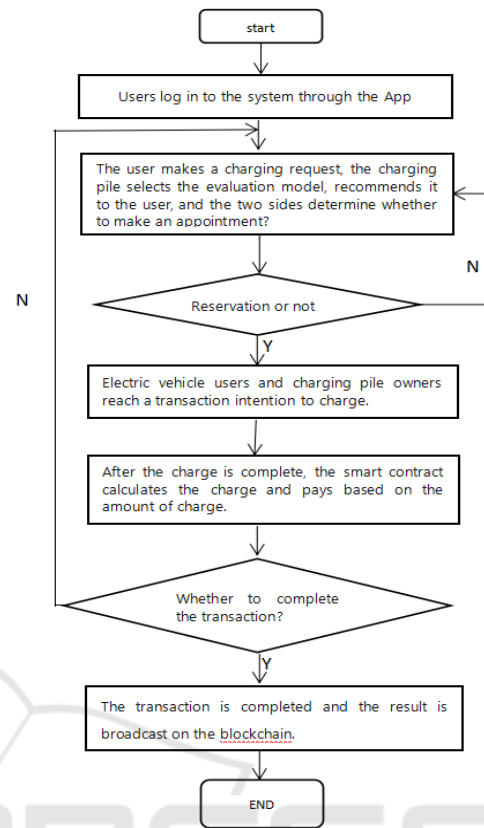 start
Users log in to the system through the App
The user makes a charging request, the charging
pile selects the evaluation model, recommends it
to the user, and the two sides determine whether
to make an appointment?
N
N
Reservation or not
Y
Electric vehicle users and charging pile owners
reach a transaction intention to charge.
After the charge is complete, the smart contract
calculates the charge and pays based on the
amount of charge.
Whether to complete
the transaction?
Y
The transaction is completed and the result is
broadcast on the blockchain.
END